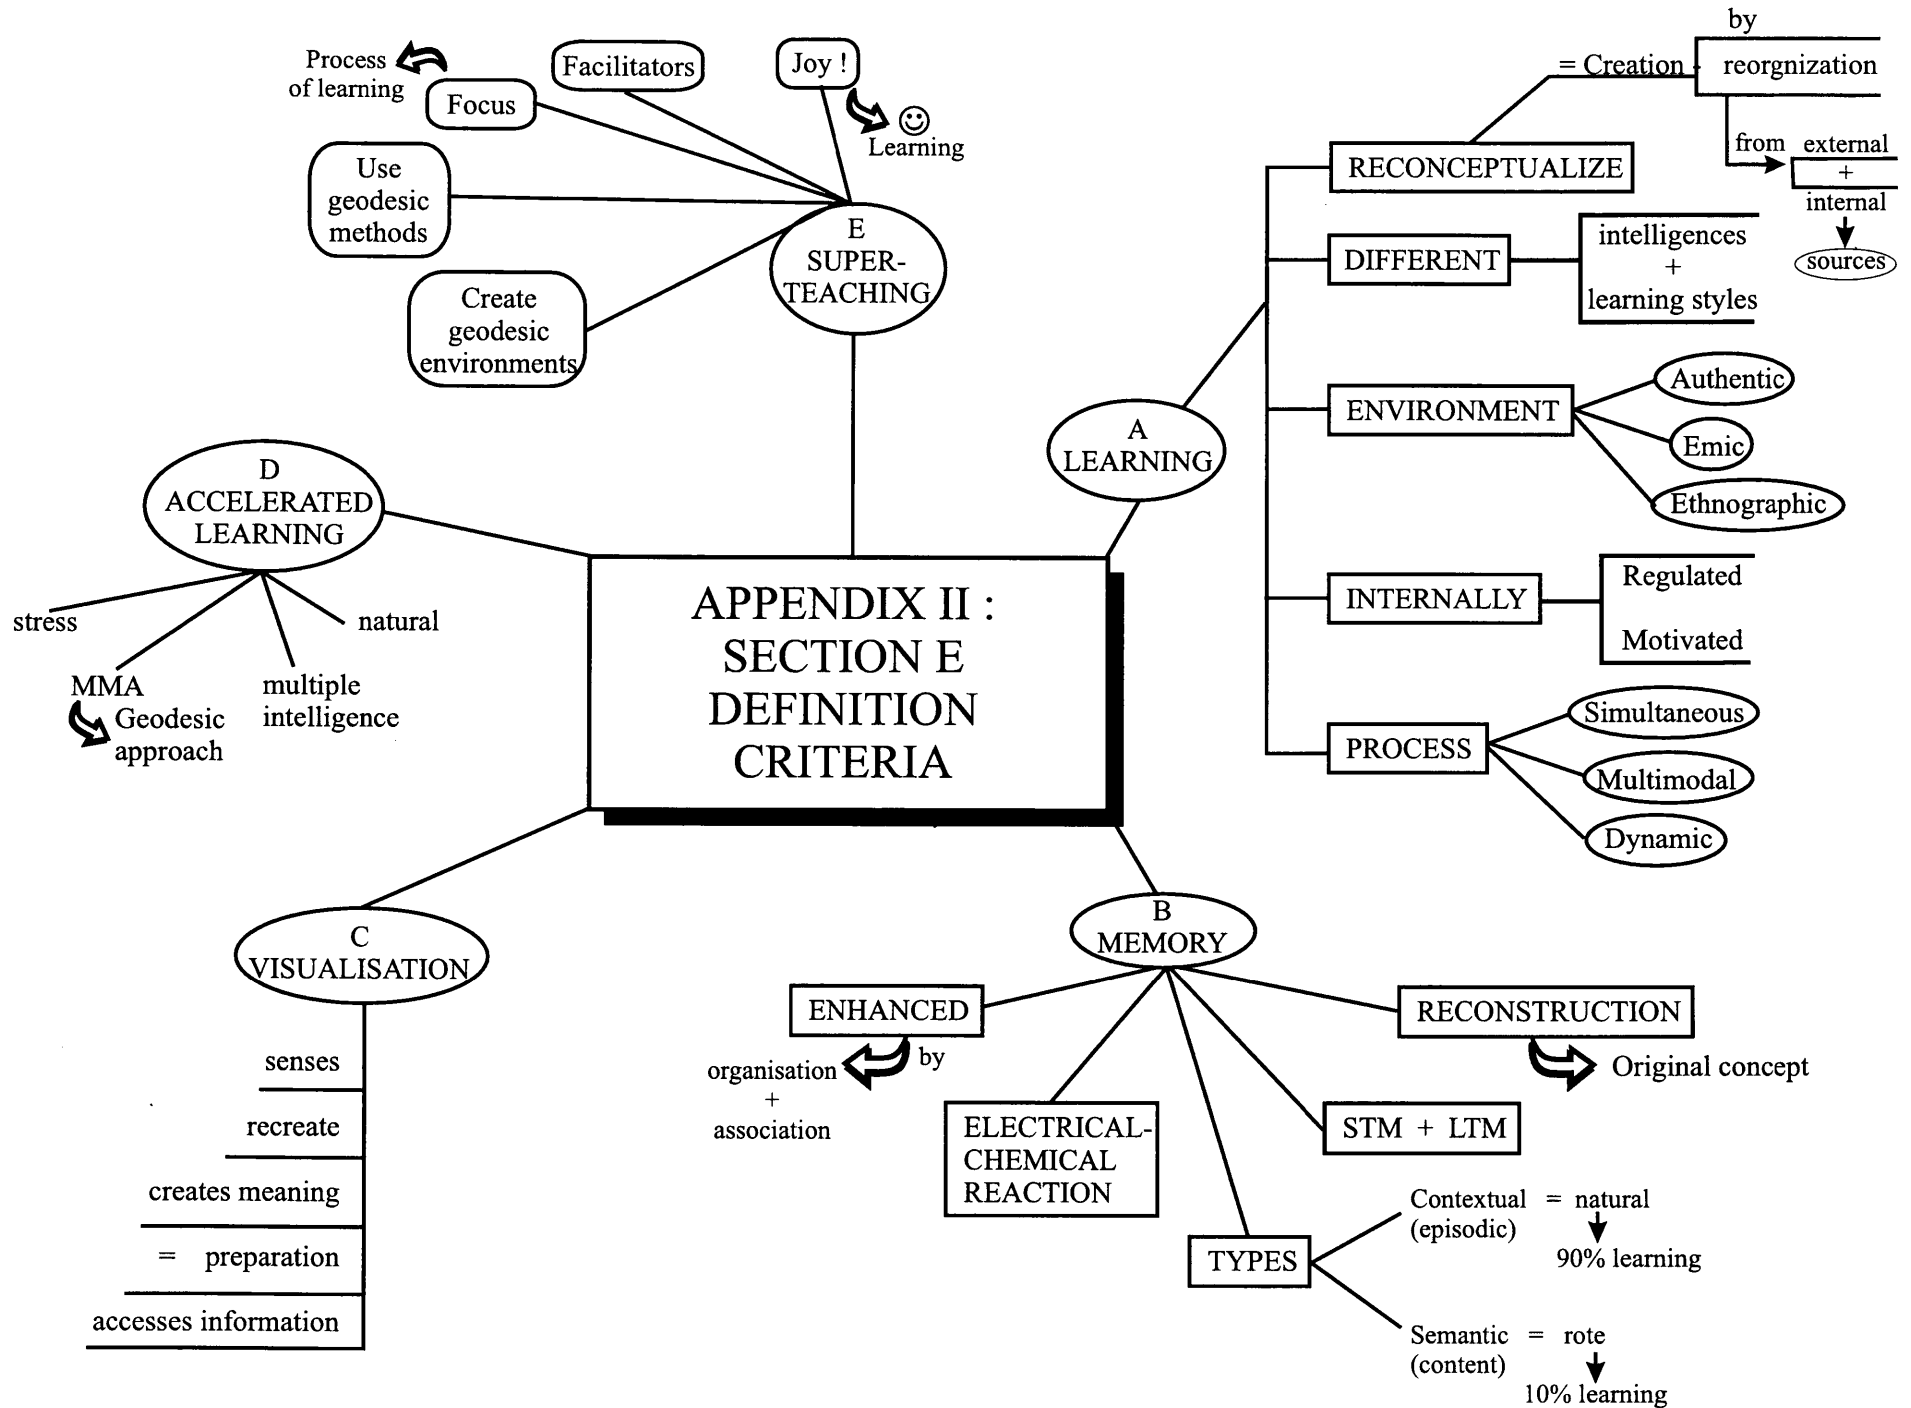 APPENDIX II :
SECTION E
DEFINITION
CRITERIA
A
LEARNING
RECONCEPTUALIZE
= Creation -
by
reorgnization
from
external
+
internal
sources
DIFFERENT
intelligences
+
learning styles
ENVIRONMENT
Authentic
Emic
Ethnographic
INTERNALLY
Regulated
Motivated
PROCESS
Simultaneous
Multimodal
Dynamic
B
MEMORY
ENHANCED
by
organisation
+
association
ELECTRICAL-
CHEMICAL
REACTION
TYPES
Contextual = natural
(episodic)
90% learning
Semantic = rote
(content)
10% learning
STM + LTM
RECONSTRUCTION
Original concept
C
VISUALISATION
senses
recreate
creates meaning
= preparation
accesses information
D
ACCELERATED
LEARNING
stress
MMA
Geodesic
approach
multiple
intelligence
natural
E
SUPER-
TEACHING
Create
geodesic
environments
Use
geodesic
methods
Focus
Process
of learning
Facilitators
Joy !
Learning